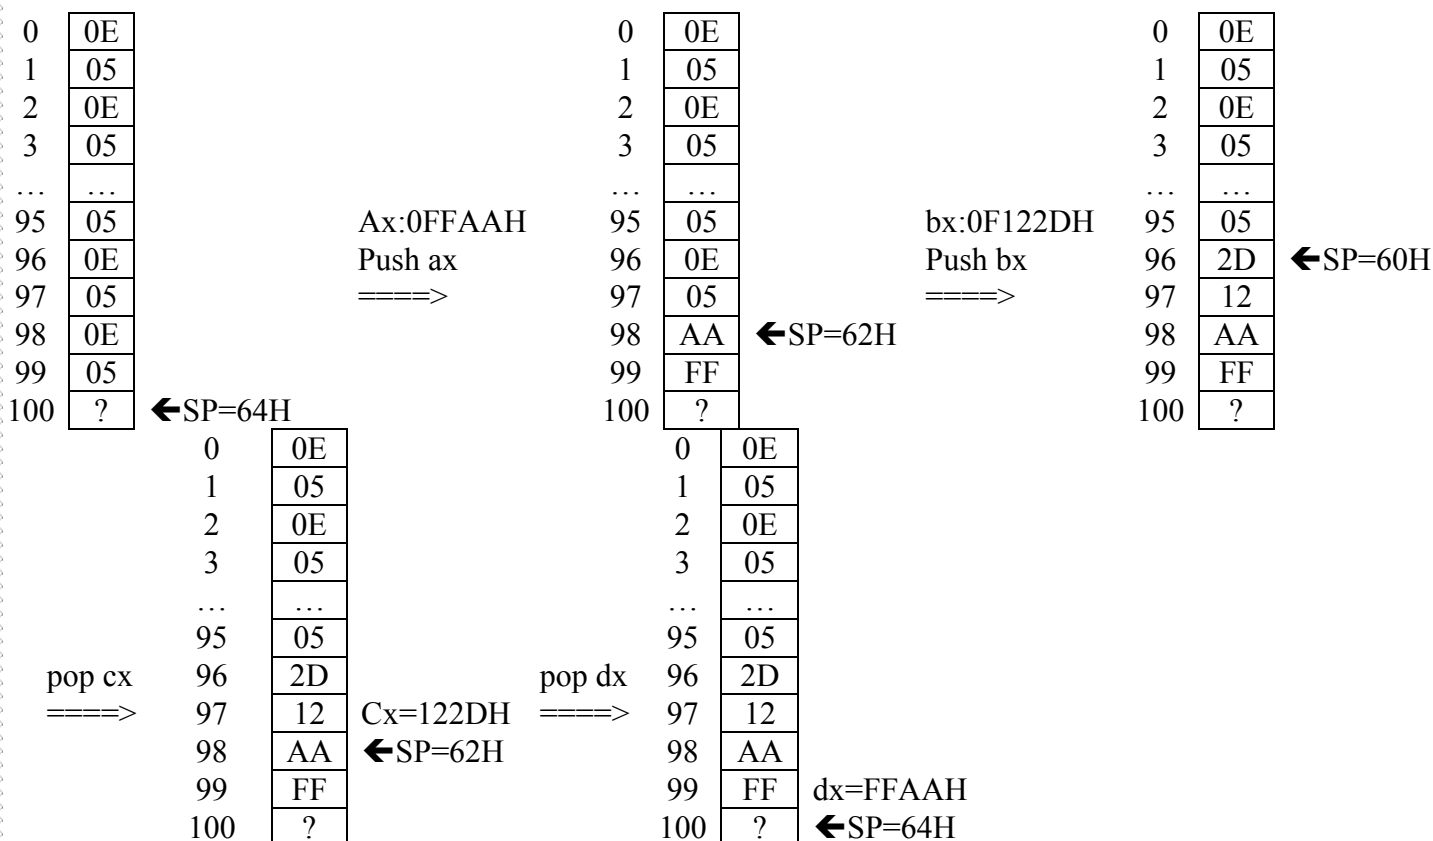 0 0E 0 0E 0 0E
1 05 1 05 1 05
2 0E 2 0E 2 0E
3 05 3 05 3 05
… … … … … …
95 05 Ax:0FFAAH 95 05 bx:0F122DH 95 05
96 0E Push ax 96 0E Push bx 96 2D 🡸SP=60H
97 05 ====> 97 05 ====> 97 12
98 0E 98 AA 🡸SP=62H 98 AA
99 05 99 FF 99 FF
100 ? 🡸SP=64H 100 ? 100 ?
0 0E 0 0E
1 05 1 05
2 0E 2 0E
3 05 3 05
… … … …
95 05 95 05
pop cx 96 2D pop dx 96 2D
====> 97 12 Cx=122DH ====> 97 12
98 AA 🡸SP=62H 98 AA
99 FF 99 FF dx=FFAAH
100 ? 100 ? 🡸SP=64H